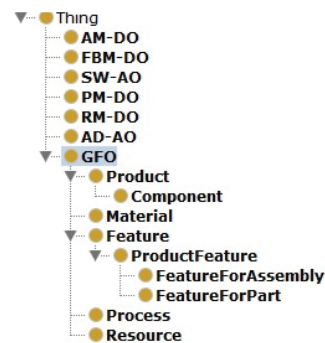 Thing
AM-DO
FBM-DO
SW-AO
PM-DO
RM-DO
AD-AO
GFO
Product
Component
Material
Feature
ProductFeature
FeatureForAssembly
FeatureForPart
Process
Resource